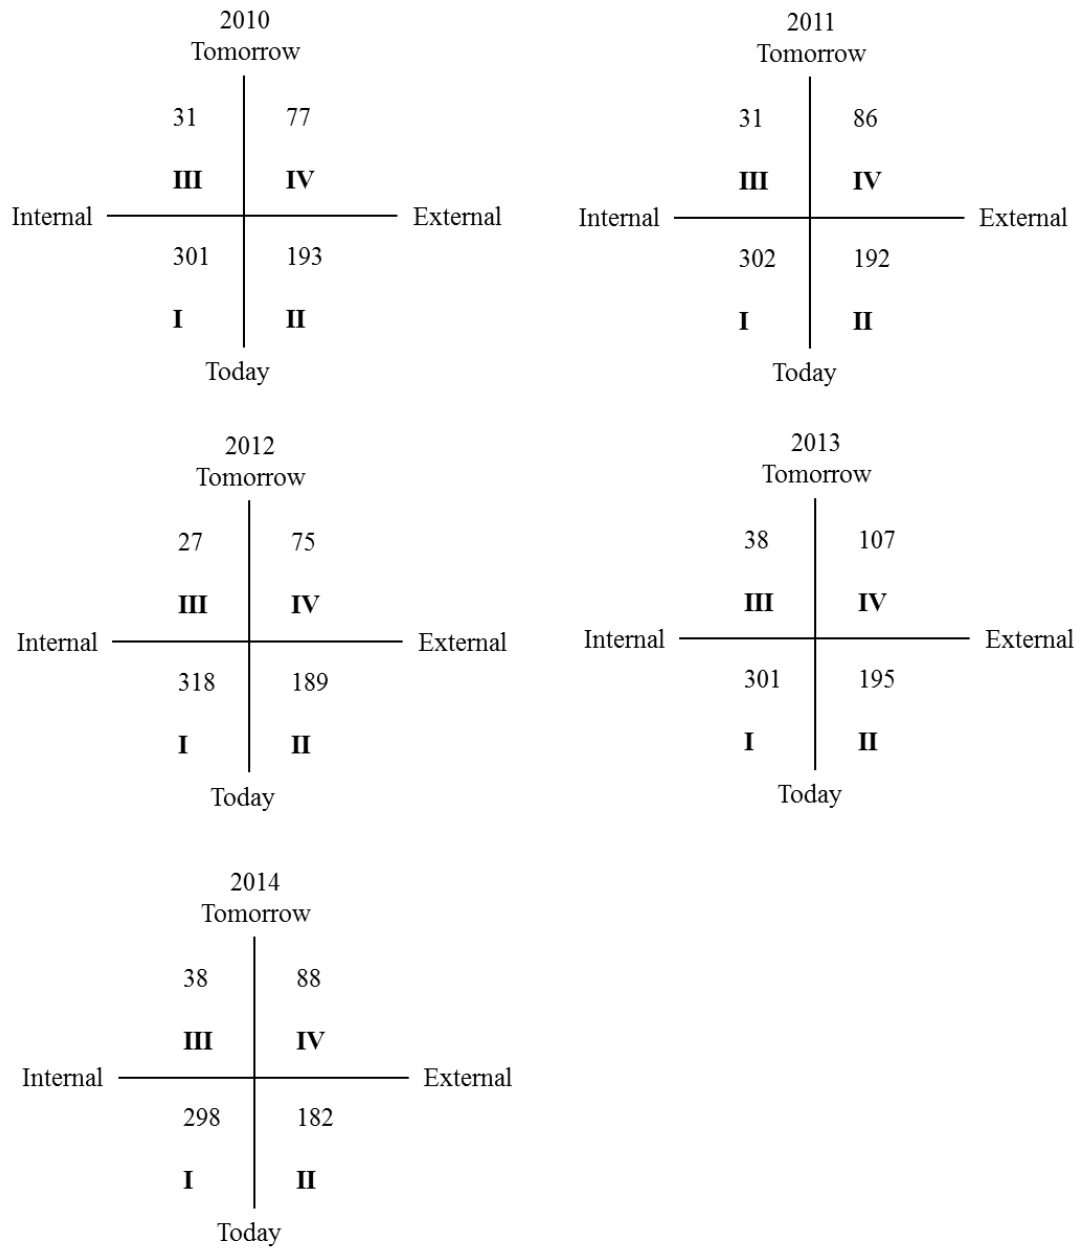 2010
Tomorrow
31 77
III IV
Internal External
301 193
I II
Today
2011
Tomorrow
31 86
III IV
Internal External
302 192
I II
Today
2012
Tomorrow
27 75
III IV
Internal External
318 189
I II
Today
2013
Tomorrow
38 107
III IV
Internal External
301 195
I II
Today
2014
Tomorrow
38 88
III IV
Internal External
298 182
I II
Today